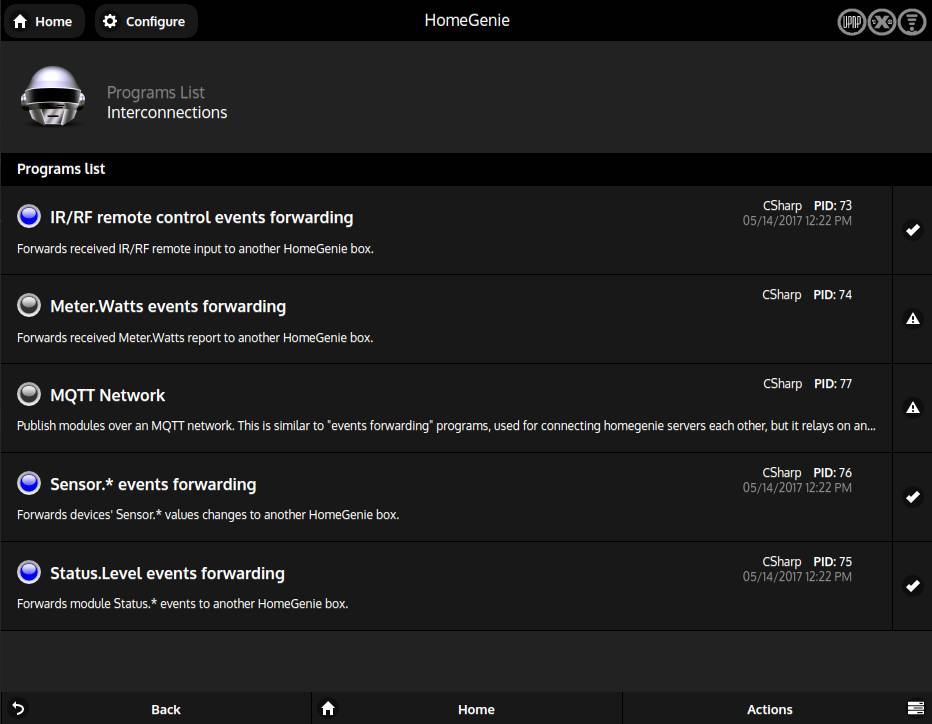 Home
Configure
HomeGenie
UPNP
X
Programs List
Interconnections
Programs list
IR/RF remote control events forwarding
CSharp PID: 73
05/14/2017 12:22 PM
Forwards received IR/RF remote input to another HomeGenie box.
Meter.Watts events forwarding
CSharp PID: 74
Forwards received Meter.Watts report to another HomeGenie box.
MQTT Network
CSharp PID: 77
Publish modules over an MQTT network. This is similar to "events forwarding" programs, used for connecting homegenie servers each other, but it relays on an...
Sensor.* events forwarding
CSharp PID: 76
05/14/2017 12:22 PM
Forwards devices' Sensor.* values changes to another HomeGenie box.
Status.Level events forwarding
CSharp PID: 75
05/14/2017 12:22 PM
Forwards module Status.* events to another HomeGenie box.
Back
Home
Actions